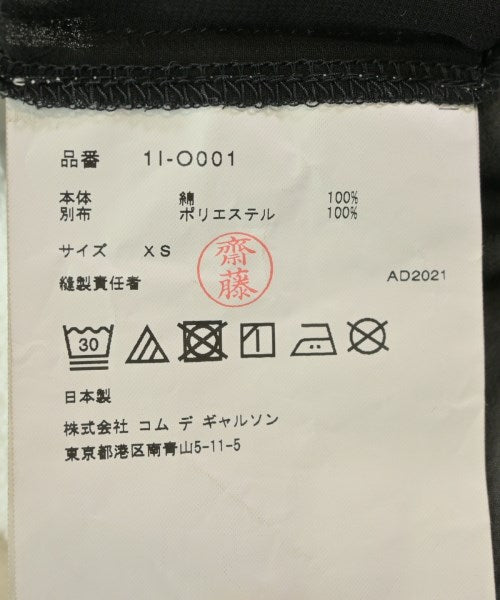 品番 1I-O001
本体 綿 100%
別布 ポリエステル 100%
サイズ XS
縫製責任者 齋藤 AD2021
30
日本製
株式会社 コム デ ギャルソン
東京都港区南青山5-11-5